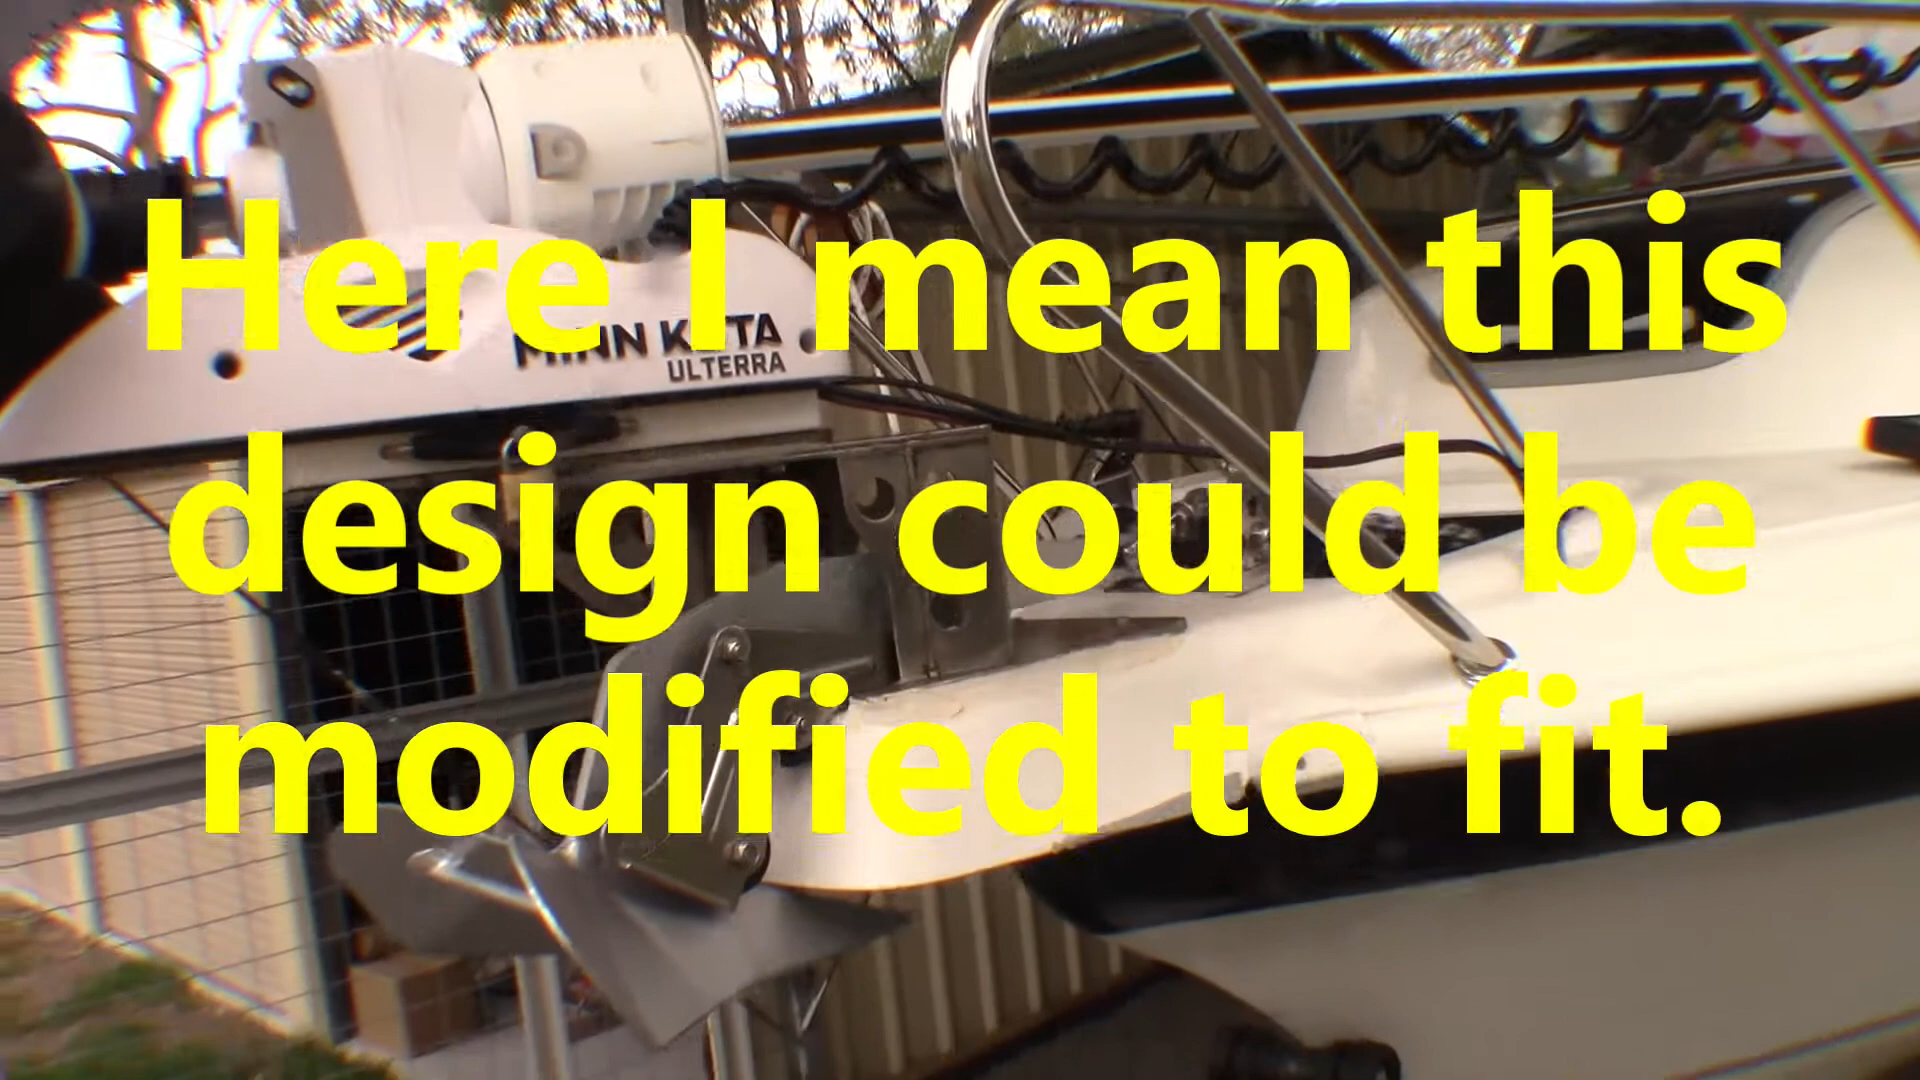 Here I mean this
MINN KOTA
ULTERRA
design could be
modified to fit.